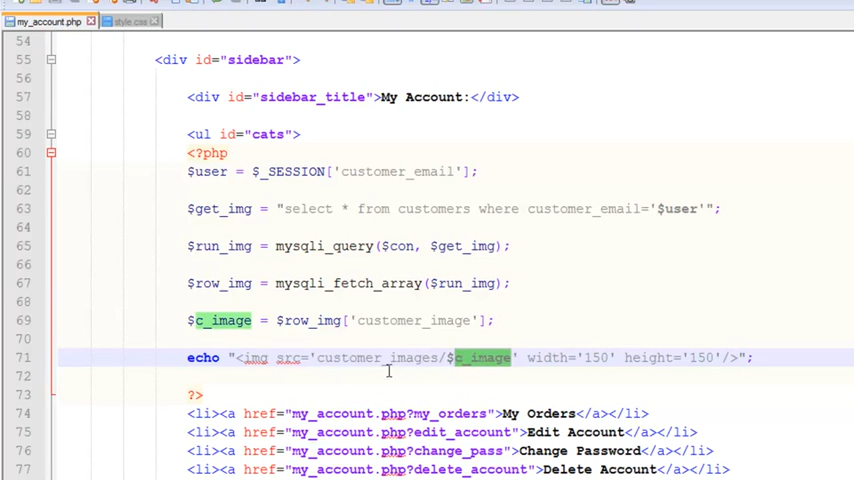 my_account.php style.css
54
55 <div id="sidebar">
56
57 <div id="sidebar_title">My Account:</div>
58
59 <ul id="cats">
60 <?php
61 $user = $_SESSION['customer_email'];
62
63 $get_img = "select * from customers where customer_email='$user'";
64
65 $run_img = mysqli_query($con, $get_img);
66
67 $row_img = mysqli_fetch_array($run_img);
68
69 $c_image = $row_img['customer_image'];
70
71 echo "<img src='customer_images/$c_image' width='150' height='150'/>";
72
73 ?>
74 <li><a href="my_account.php?my_orders">My Orders</a></li>
75 <li><a href="my_account.php?edit_account">Edit Account</a></li>
76 <li><a href="my_account.php?change_pass">Change Password</a></li>
77 <li><a href="my_account.php?delete_account">Delete Account</a></li>